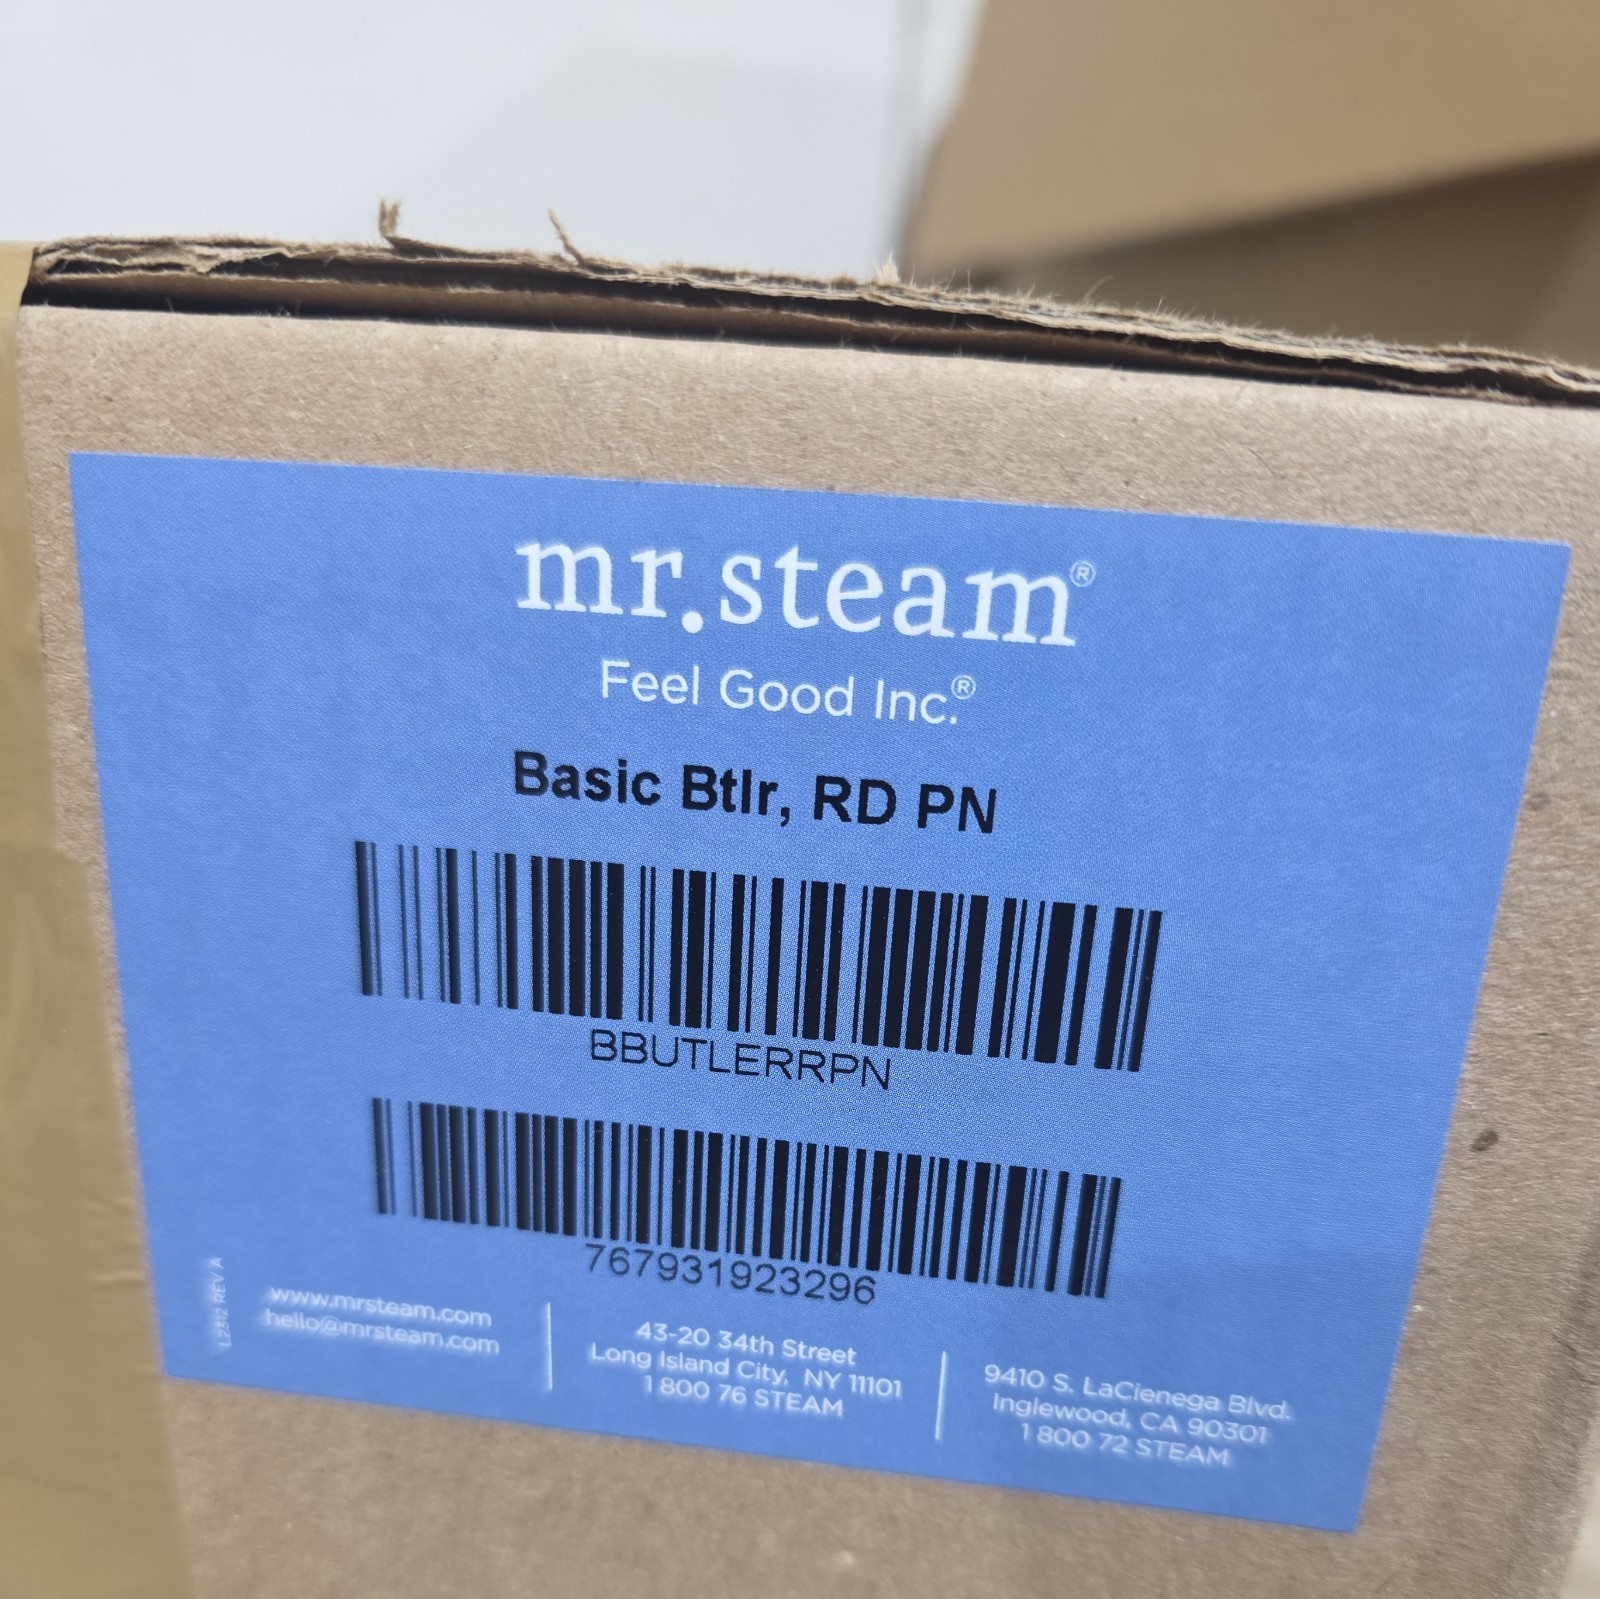 mr.steam®
Feel Good Inc.®
Basic Btlr, RD PN
BBUTLERRPN
767931923296
L2312 REV A
www.mrsteam.com
hello@mrsteam.com
43-20 34th Street
Long Island City, NY 11101
1 800 76 STEAM
9410 S. LaCienega Blvd.
Inglewood, CA 90301
1 800 72 STEAM